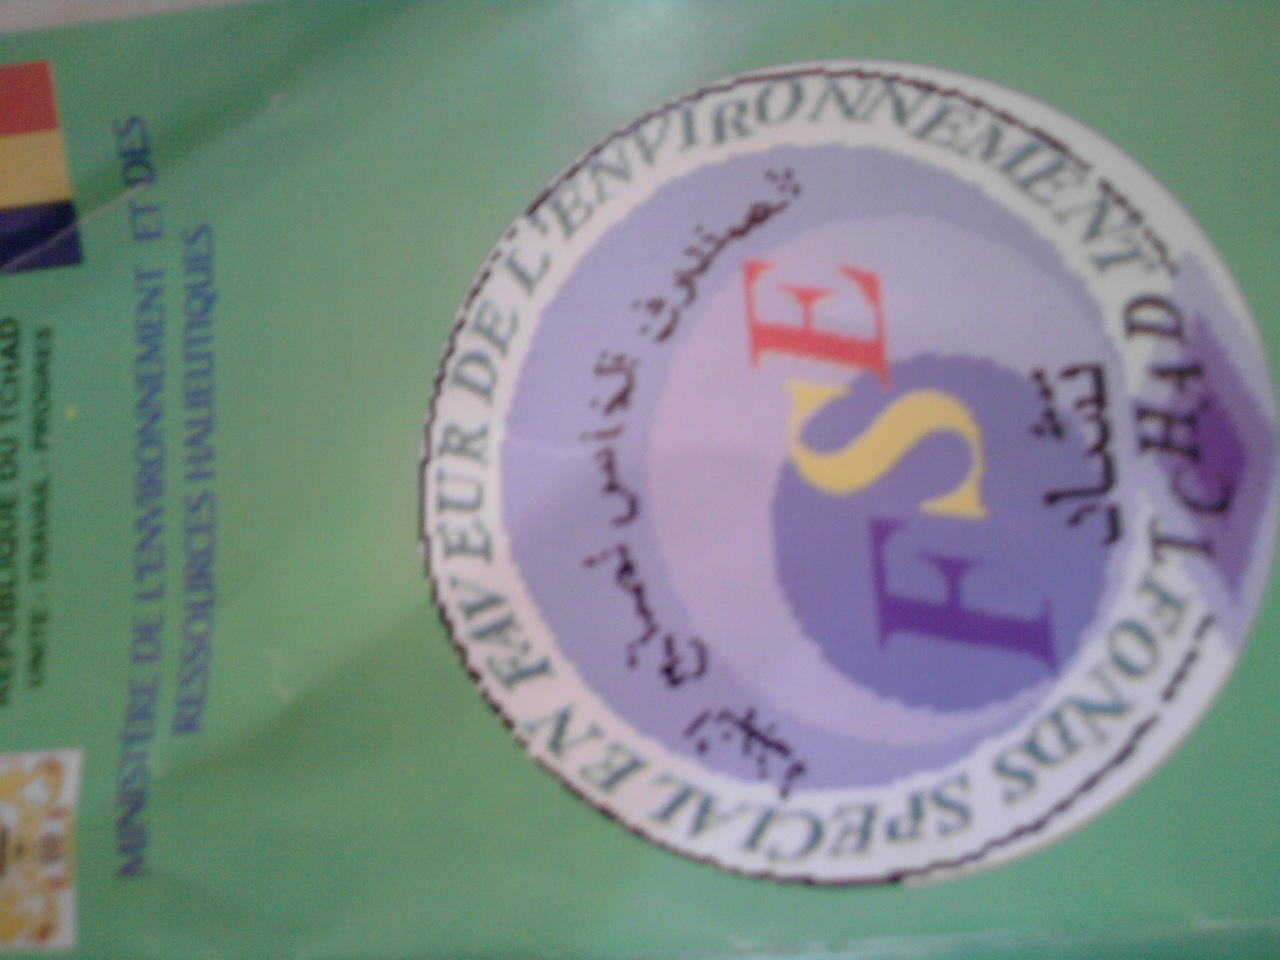 REPUBLIQUE DU TCHAD
UNITE - TRAVAIL - PROGRES
MINISTERE DE L'ENVIRONNEMENT ET DES
RESSOURCES HALIEUTIQUES
FONDS SPECIAL EN FAVEUR DE L'ENVIRONNEMENT
FSE
تشاد
TCHAD